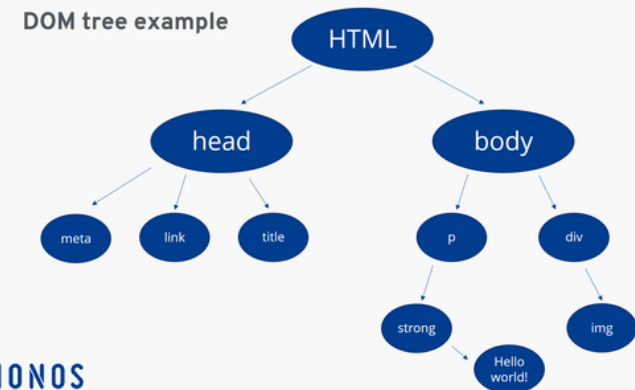 DOM tree example
HTML
head
body
meta
link
title
p
div
strong
img
Hello
world!
IONOS